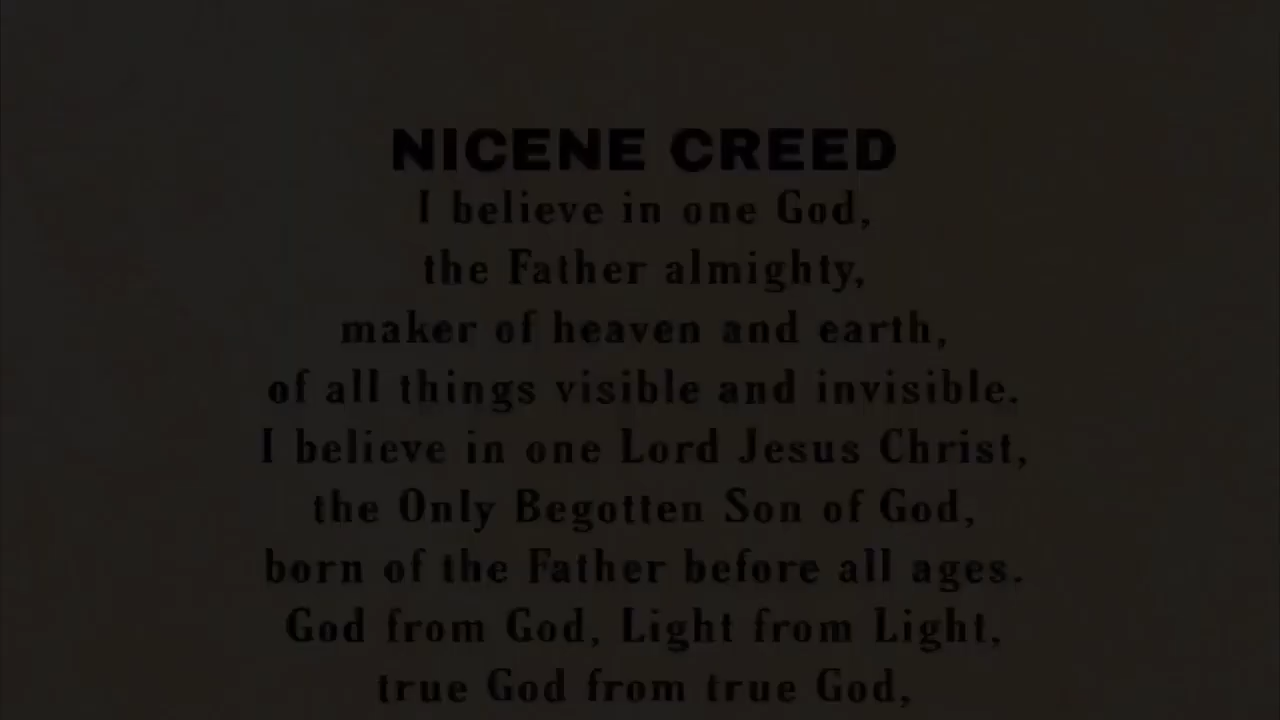 NICENE CREED
I believe in one God,
the Father almighty,
maker of heaven and earth,
of all things visible and invisible.
I believe in one Lord Jesus Christ,
the Only Begotten Son of God,
born of the Father before all ages.
God from God, Light from Light,
true God from true God,